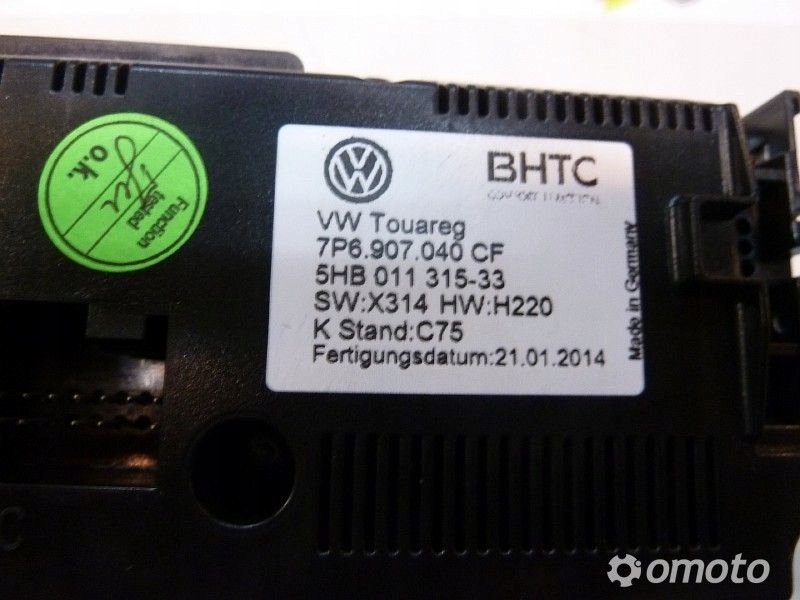 VW
BHTC
VW Touareg
7P6.907.040 CF
5HB 011 315-33
SW:X314 HW:H220
K Stand:C75
Fertigungsdatum:21.01.2014
Made in Germany
Function
tested
o.k.
C
omoto